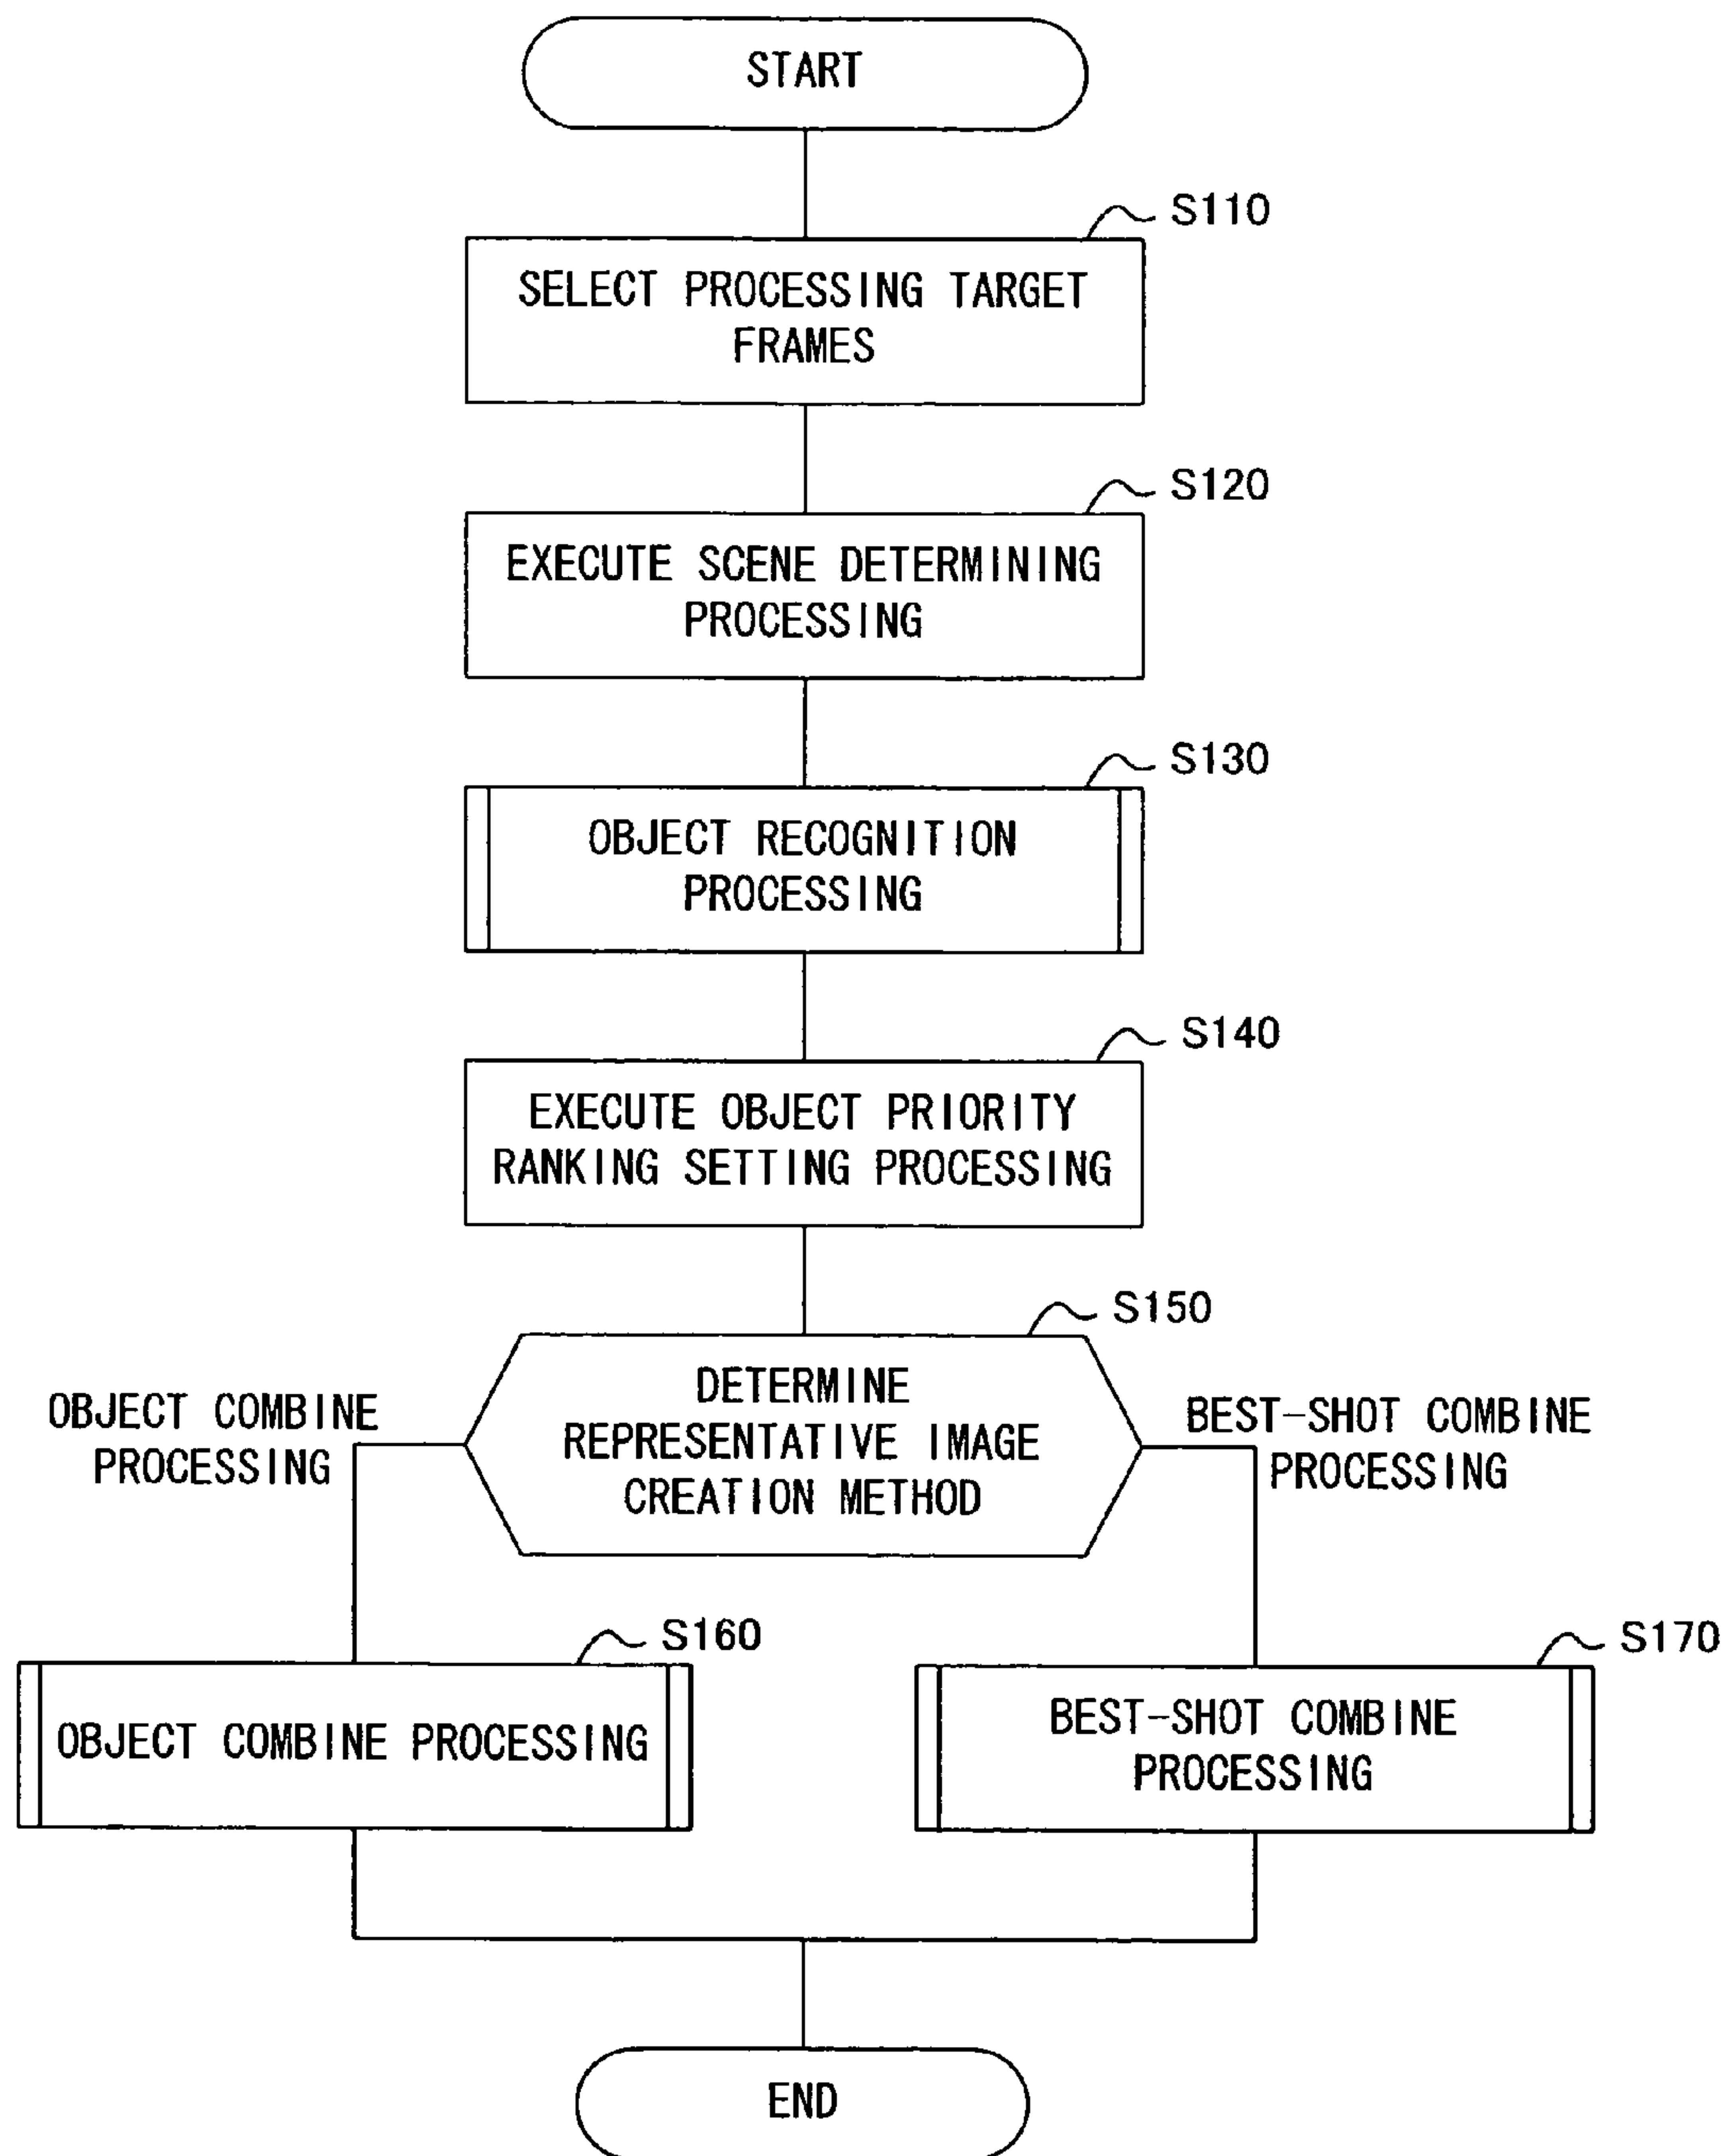 START
S110
SELECT PROCESSING TARGET
FRAMES
S120
EXECUTE SCENE DETERMINING
PROCESSING
S130
OBJECT RECOGNITION
PROCESSING
S140
EXECUTE OBJECT PRIORITY
RANKING SETTING PROCESSING
S150
DETERMINE
REPRESENTATIVE IMAGE
CREATION METHOD
OBJECT COMBINE
PROCESSING
BEST-SHOT COMBINE
PROCESSING
S160
OBJECT COMBINE PROCESSING
S170
BEST-SHOT COMBINE
PROCESSING
END